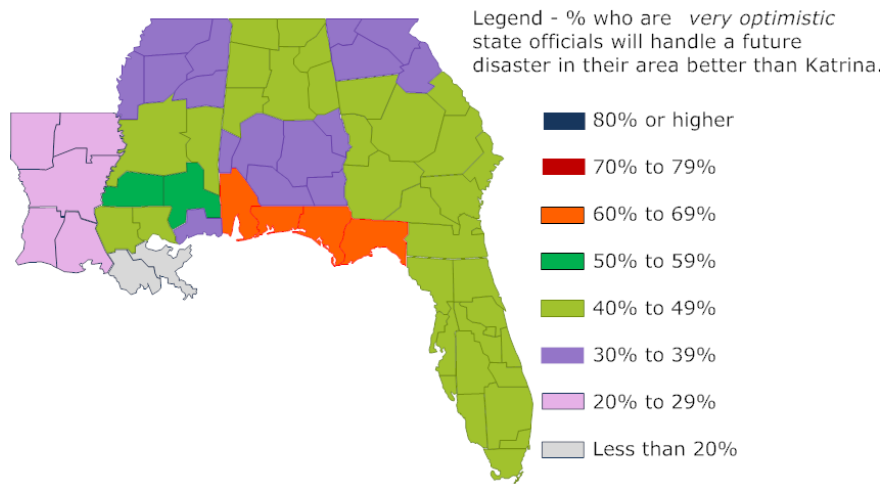 Legend - % who are very optimistic
state officials will handle a future
disaster in their area better than Katrina.
80% or higher
70% to 79%
60% to 69%
50% to 59%
40% to 49%
30% to 39%
20% to 29%
Less than 20%